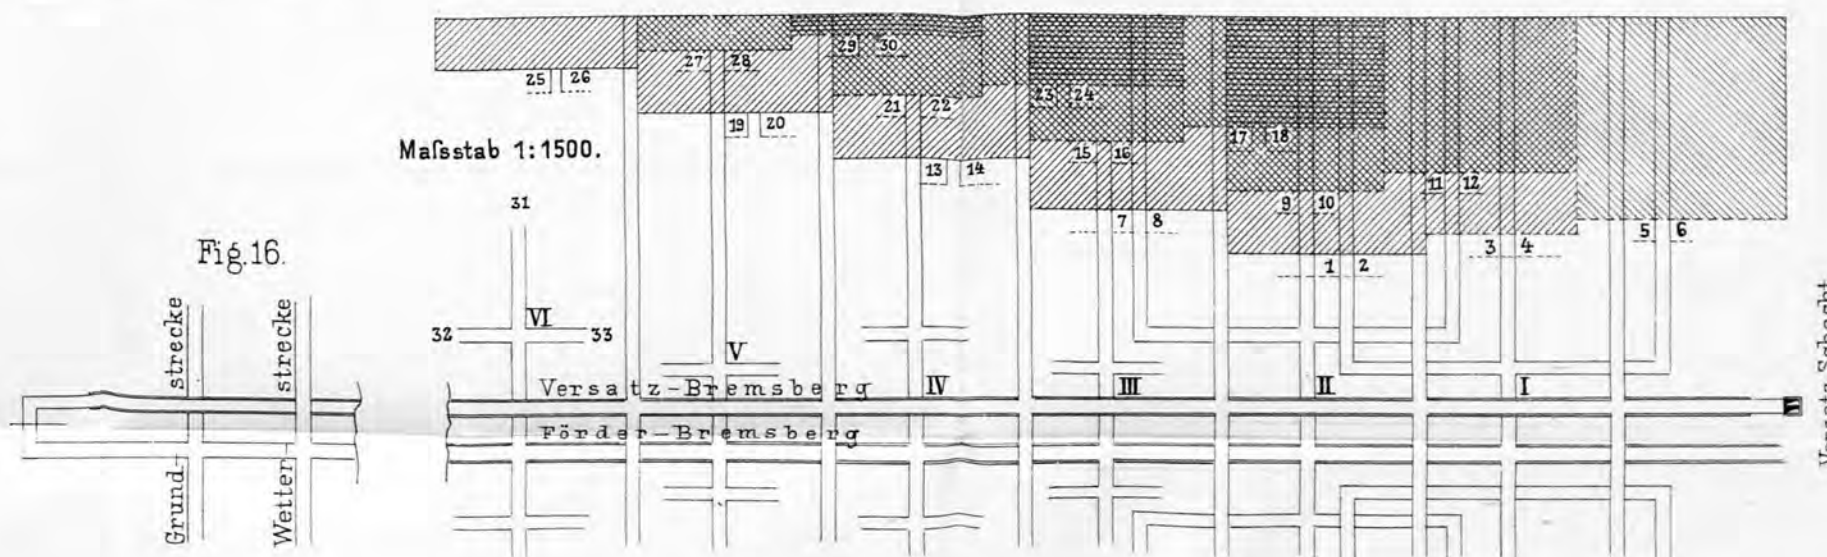 29 30
27 28
25 26
21 22
23 24
19 20
17 18
Maſsstab 1:1500.
15 16
13 14
11 12
31
9 10
7 8
5 6
Fig.16.
3 4
1 2
VI
32 33
V
strecke strecke
Versatz-Bremsberg IV III II I
Förder-Bremsberg
Grund- Wetter-
Versatz-Schacht